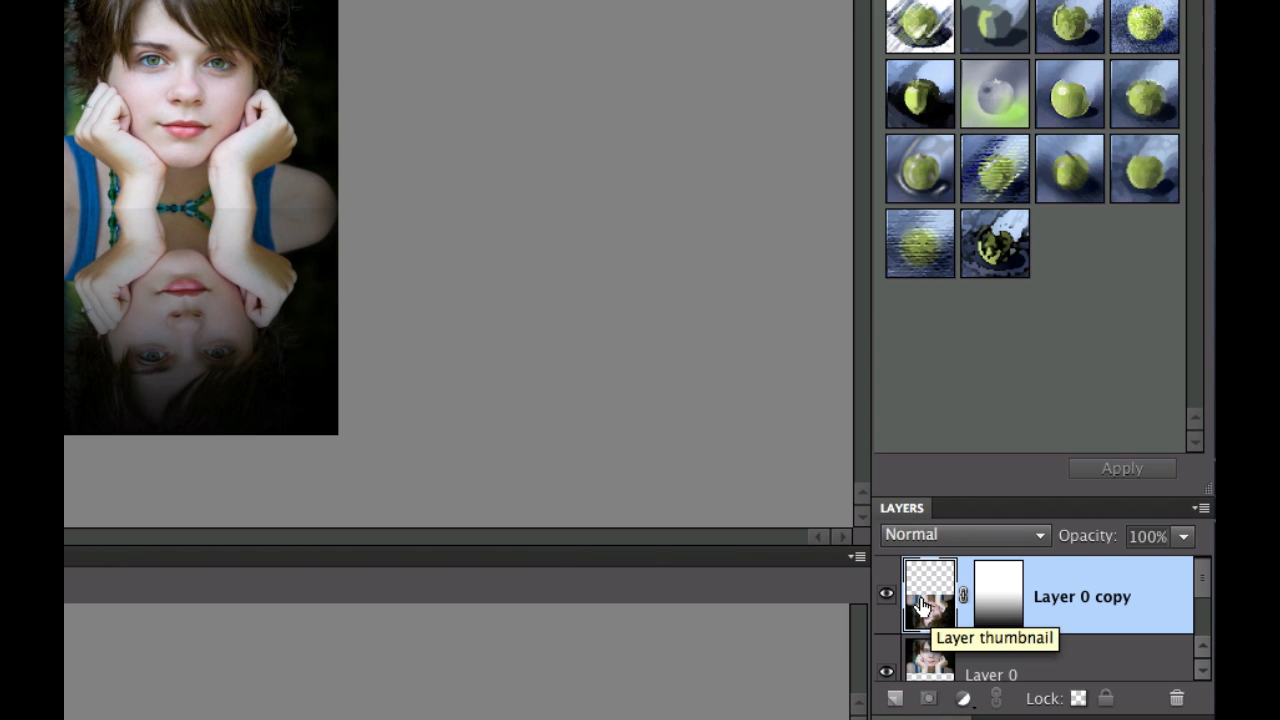 Apply
LAYERS
Normal
Opacity: 100%
Layer 0 copy
Layer thumbnail
Layer 0
Lock: